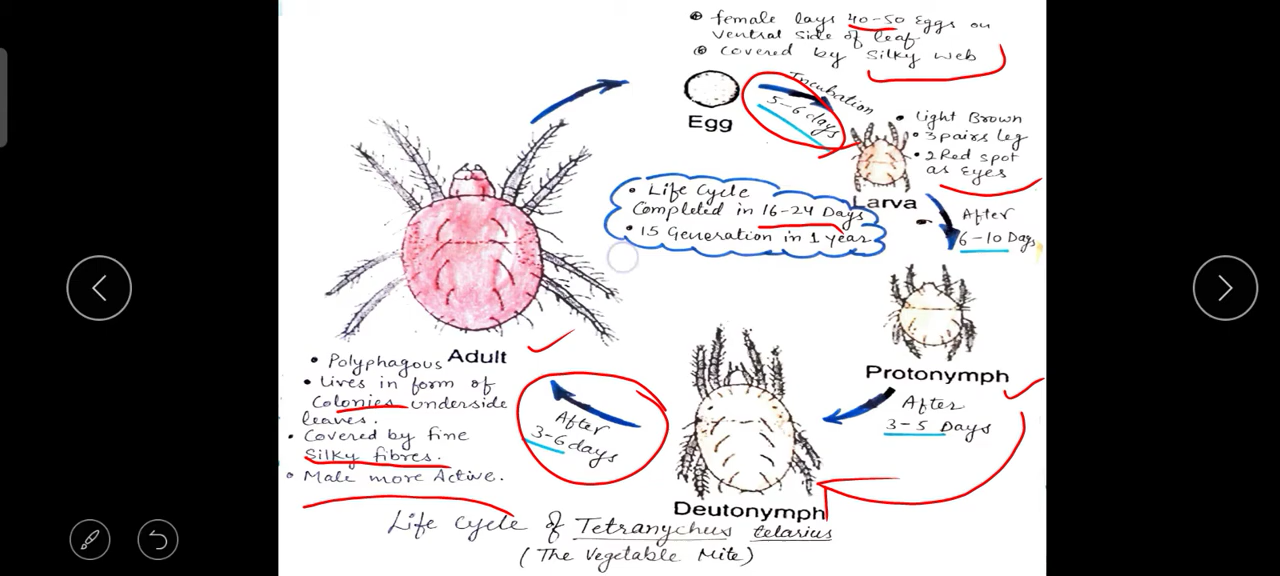 female lays 40-50 Eggs on
ventral side of leaf.
Covered by Silky web
Egg
Incubation
5-6 days
Light Brown
3 pairs leg
2 Red spot
as Eyes
Larva
Life Cycle
Completed in 16-24 Days
15 Generation in 1 year
After
6-10 Days
Protonymph
After
3-5 Days
Deutonymph
After
3-6 days
Adult
Polyphagous
Lives in form of
Colonies underside
leaves.
Covered by fine
Silky fibres.
Male more Active.
Life Cycle of Tetranychus telarius
(The Vegetable Mite)